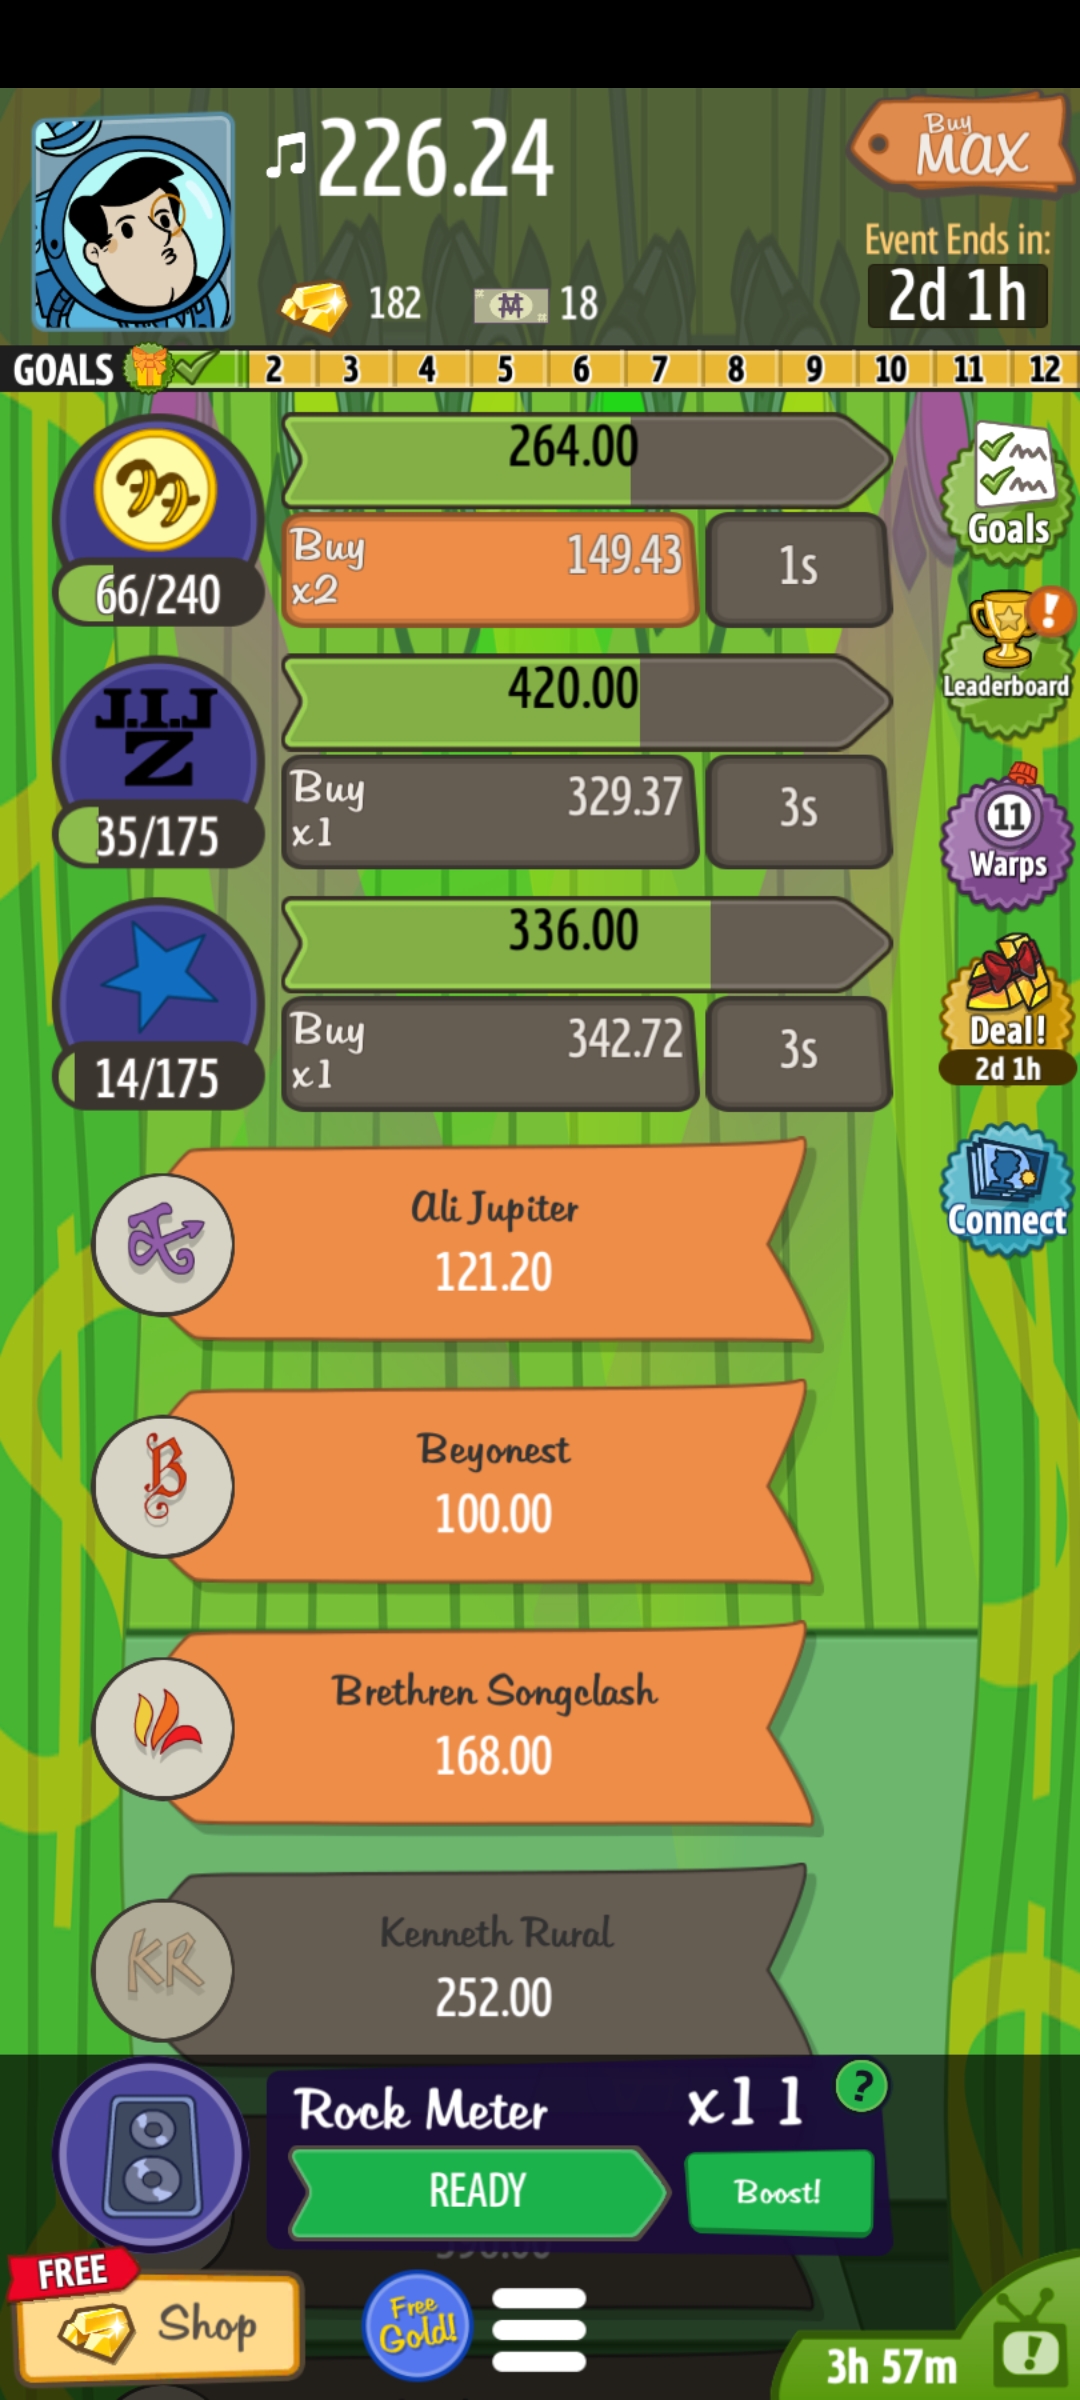 ♫226.24
Buy
MAX
Event Ends in:
2d 1h
182
18
GOALS 2 3 4 5 6 7 8 9 10 11 12
264.00
Buy
x2
149.43
1s
66/240
Goals
J.I.J
Z
420.00
Buy
x1
329.37
3s
35/175
Leaderboard
336.00
Buy
x1
342.72
3s
14/175
11
Warps
Deal!
2d 1h
Connect
Ali Jupiter
121.20
B
Beyonest
100.00
Brethren Songclash
168.00
KR
Kenneth Rural
252.00
Rock Meter
x11
?
READY
Boost!
FREE
Shop
Free
Gold!
3h 57m